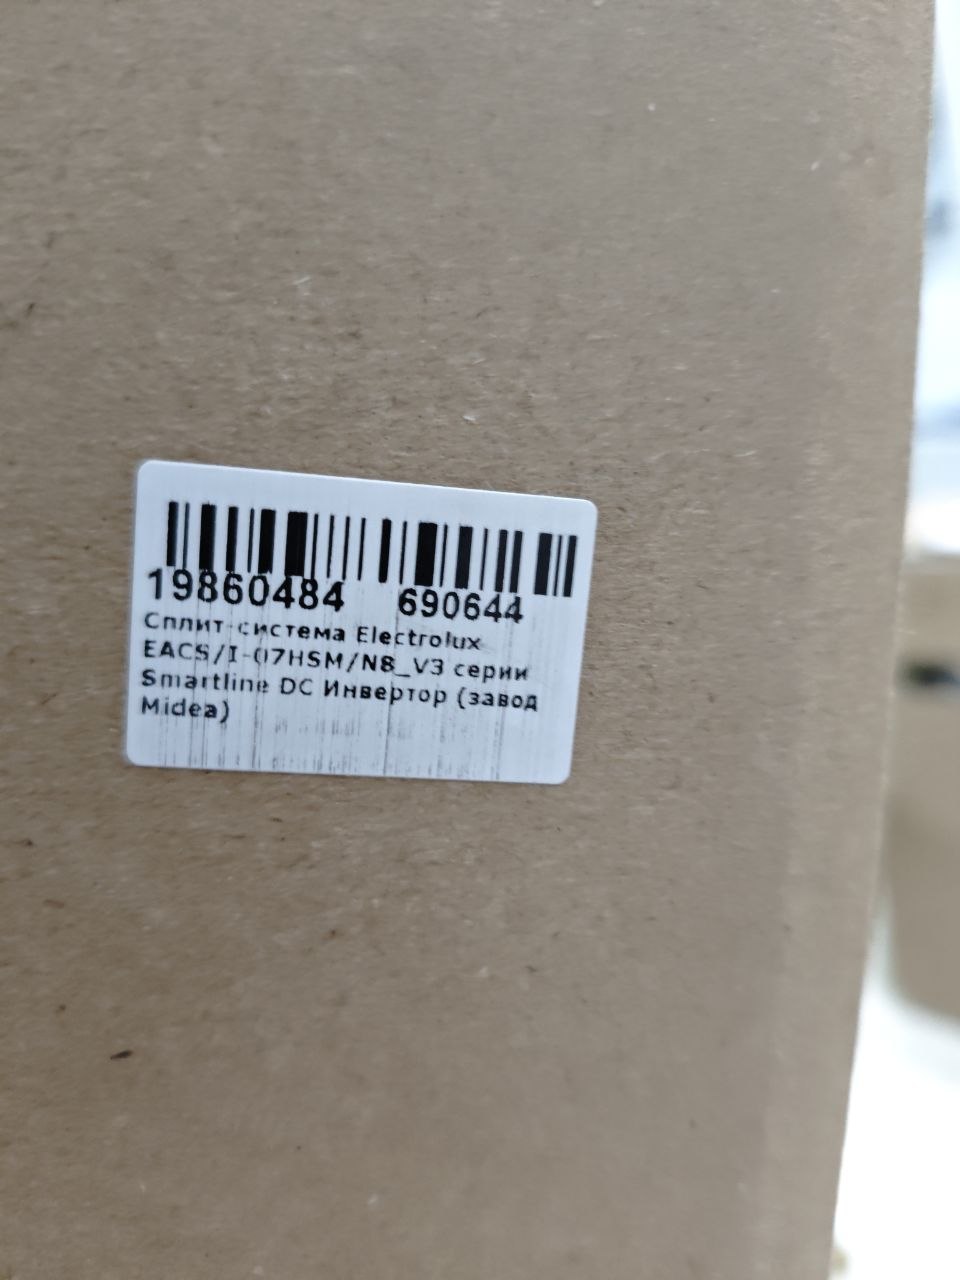 19860484 690644
Сплит-система Electrolux
EACS/I-07HSM/N8_V3 серии
Smartline DC Инвертор (завод
Midea)